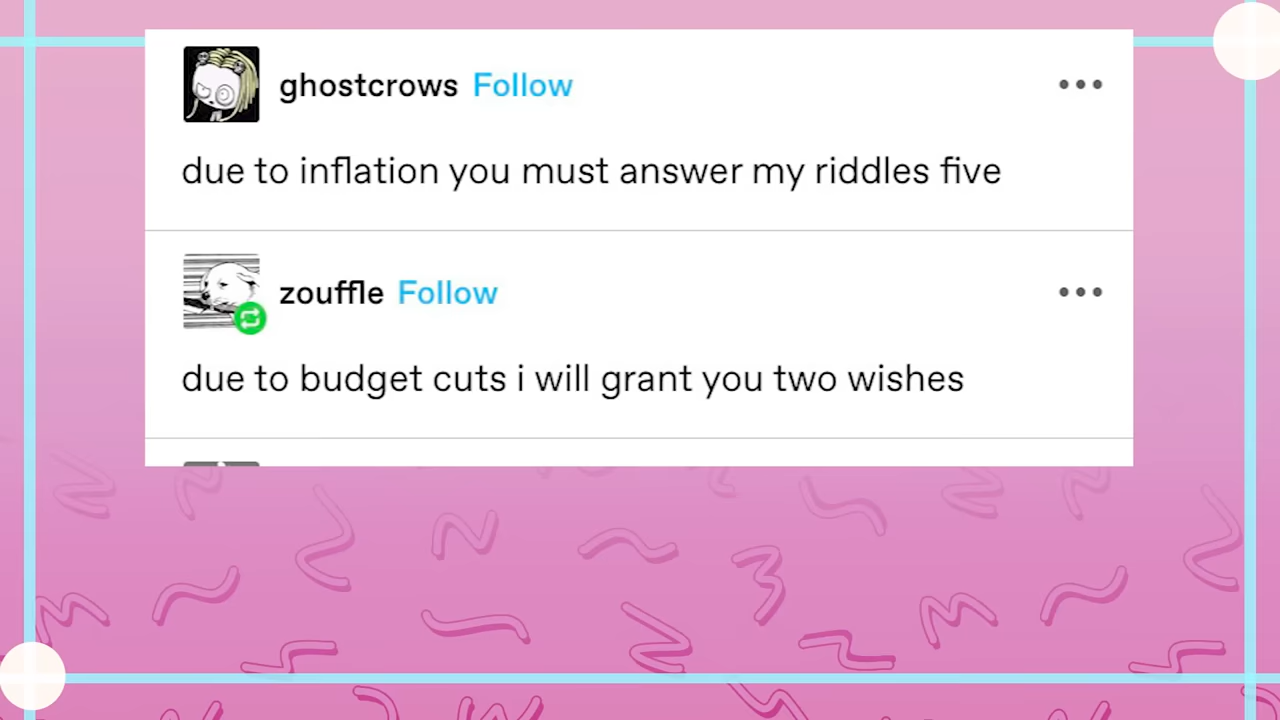 ghostcrows Follow
due to inflation you must answer my riddles five
zouffle Follow
due to budget cuts i will grant you two wishes